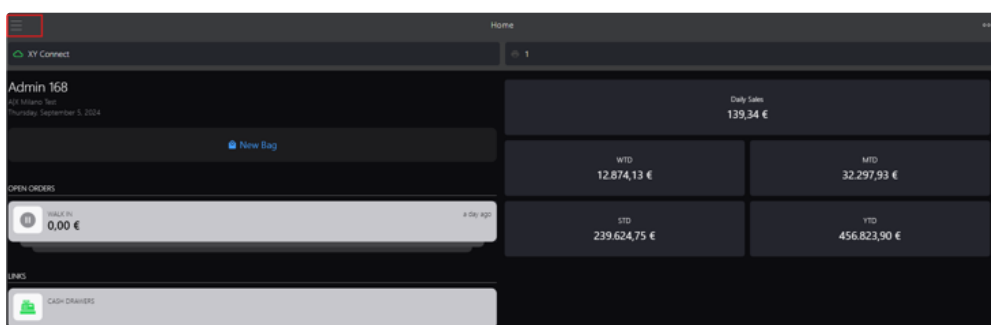 Home
XY Connect
1
Admin 168
A|X Milano Test
Thursday, September 5, 2024
New Bag
OPEN ORDERS
WALK IN
0,00 €
a day ago
LINKS
CASH DRAWERS
Daily Sales
139,34 €
WTD
12.874,13 €
MTD
32.297,93 €
STD
239.624,75 €
YTD
456.823,90 €